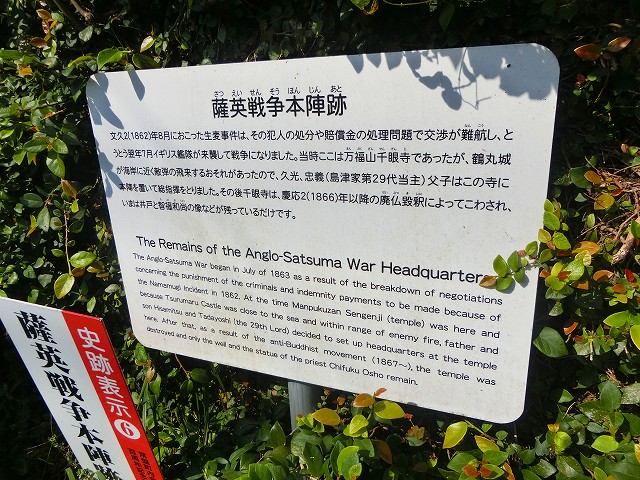 さつ えい せん そう ほん じん あと
薩英戦争本陣跡
文久2(1862)年8月におこった生麦事件は、その犯人の処分や賠償金の処理問題で交渉が難航し、と
うとう翌年7月イギリス艦隊が来襲して戦争になりました。当時ここは万福山千眼寺であったが、鶴丸城
が海岸に近く敵弾の飛来するおそれがあったので、久光、忠義(島津家第29代当主)父子はこの寺に
本陣を置いて総指揮をとりました。その後千眼寺は、慶応2(1866)年以降の廃仏毀釈によってこわされ、
いまは井戸と智福和尚の像などが残っているだけです。
The Remains of the Anglo-Satsuma War Headquarters
The Anglo-Satsuma War began in July of 1863 as a result of the breakdown of negotiations
concerning the punishment of the criminals and indemnity payments to be made because of
the Namamugi Incident in 1862. At the time Manpukuzan Sengenji (temple) was here and
because Tsurumaru Castle was close to the sea and within range of enemy fire, father and
son Hisamitsu and Tadayoshi (the 29th Lord) decided to set up headquarters at the temple
here. After that, as a result of the anti-Buddhist movement (1867~), the temple was
destroyed and only the well and the statue of the priest Chifuku Osho remain.
史跡表示6
薩英戦争本陣跡